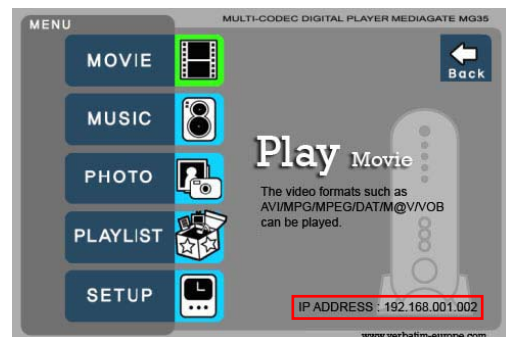 MENU
MULTI-CODEC DIGITAL PLAYER MEDIAGATE MG35
MOVIE
Back
MUSIC
Play Movie
PHOTO
The video formats such as
AVI/MPG/MPEG/DAT/M@V/VOB
can be played.
PLAYLIST
SETUP
IP ADDRESS : 192.168.001.002
www.verbatim-europe.com